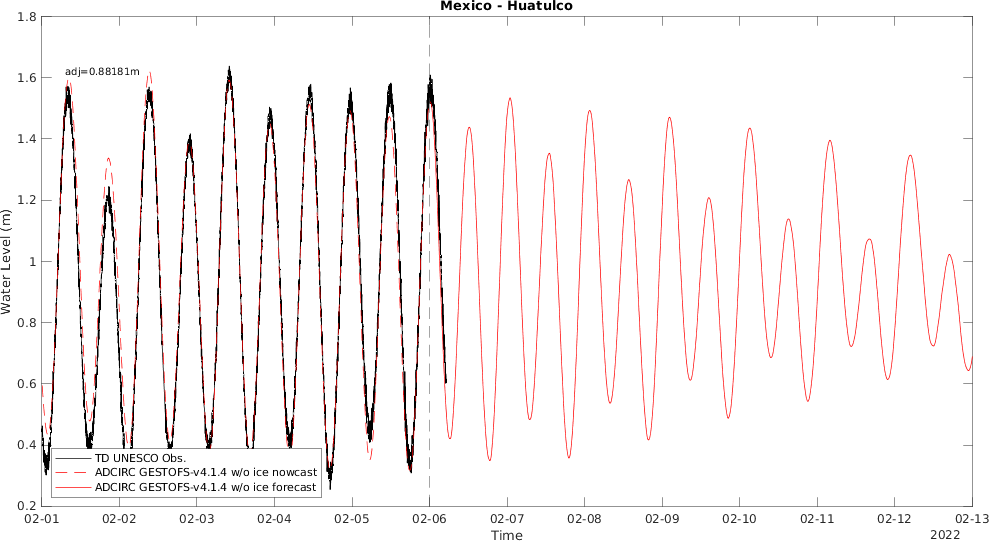 Mexico - Huatulco
1.8
1.6
1.4
1.2
1
0.8
0.6
0.4
0.2
Water Level (m)
adj=0.88181m
TD UNESCO Obs.
ADCIRC GESTOFS-v4.1.4 w/o ice nowcast
ADCIRC GESTOFS-v4.1.4 w/o ice forecast
02-01 02-02 02-03 02-04 02-05 02-06 02-07 02-08 02-09 02-10 02-11 02-12 02-13
Time
2022